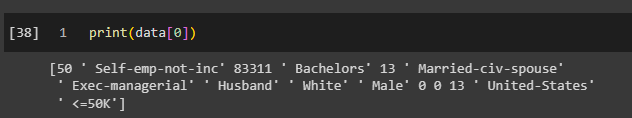 [38] 1 print(data[0])
[50 ' Self-emp-not-inc' 83311 ' Bachelors' 13 ' Married-civ-spouse'
' Exec-managerial' ' Husband' ' White' ' Male' 0 0 13 ' United-States'
' <=50K']